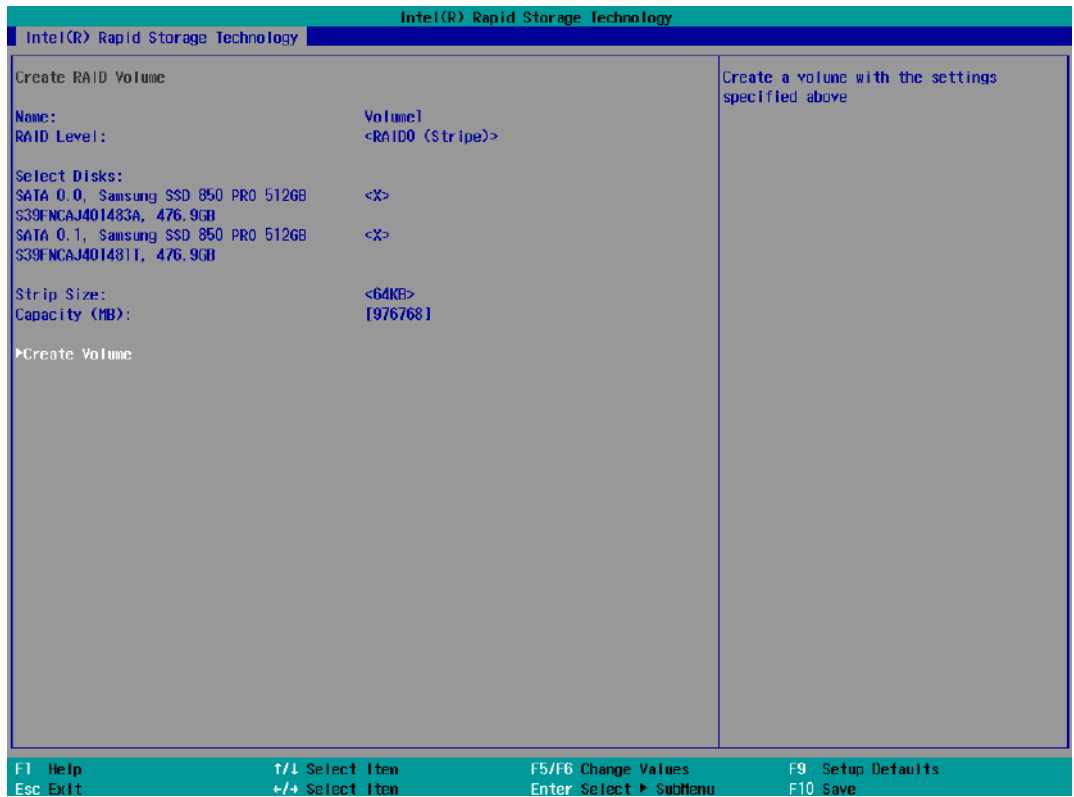 Intel(R) Rapid Storage Technology
Intel(R) Rapid Storage Technology
Create RAID Volume
Name: Volume1
RAID Level: <RAID0 (Stripe)>
Select Disks:
SATA 0.0, Samsung SSD 850 PRO 512GB <X>
S39FNCAJ401483A, 476.9GB
SATA 0.1, Samsung SSD 850 PRO 512GB <X>
S39FNCAJ401481T, 476.9GB
Strip Size: <64KB>
Capacity (MB): [976768]
▶Create Volume
Create a volume with the settings
specified above
F1 Help ↑/↓ Select Item F5/F6 Change Values F9 Setup Defaults
Esc Exit ←/→ Select Item Enter Select ▶ SubMenu F10 Save